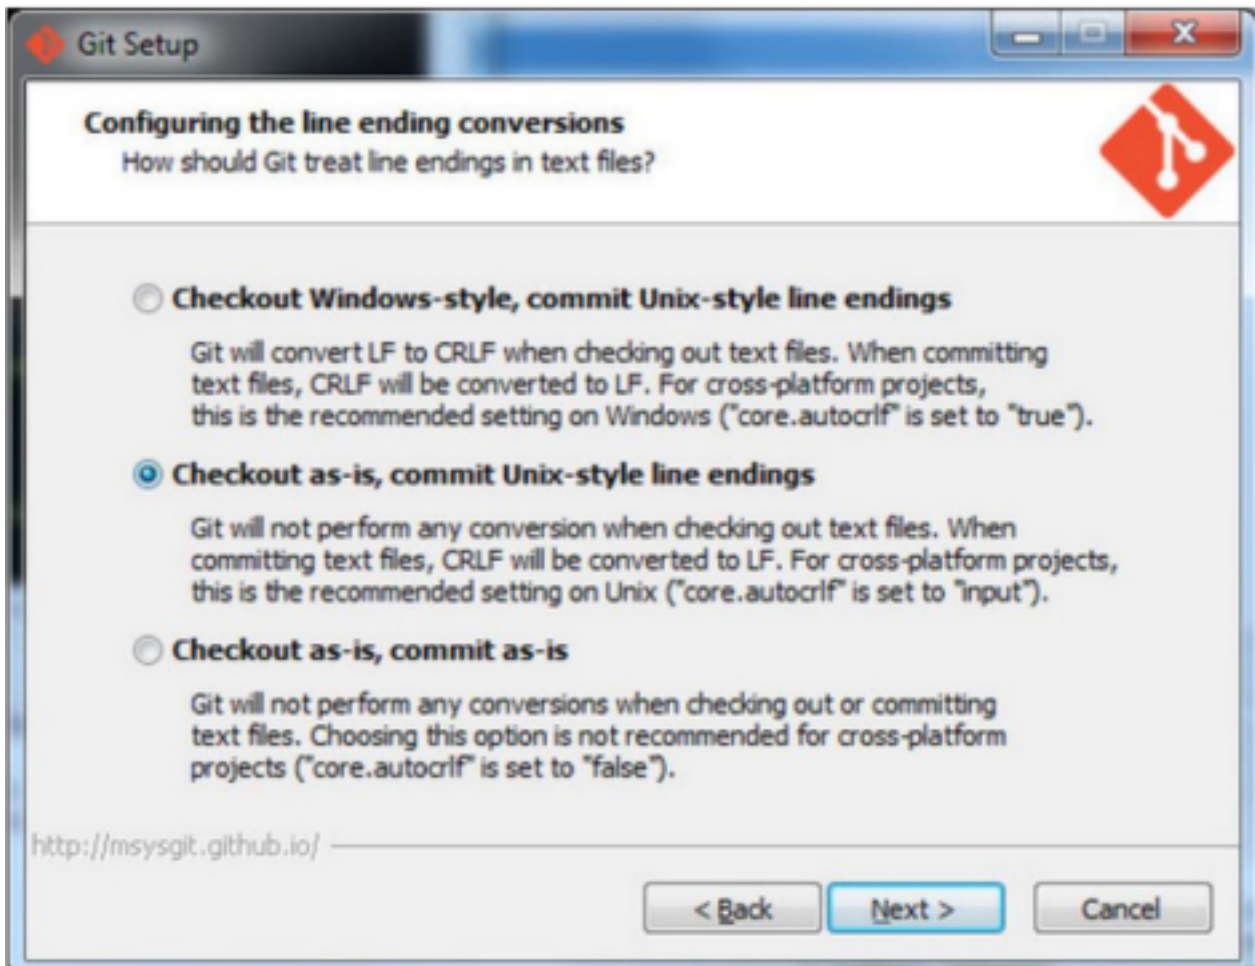 Git Setup
Configuring the line ending conversions
How should Git treat line endings in text files?
Checkout Windows-style, commit Unix-style line endings
Git will convert LF to CRLF when checking out text files. When committing
text files, CRLF will be converted to LF. For cross-platform projects,
this is the recommended setting on Windows ("core.autocrlf" is set to "true").
Checkout as-is, commit Unix-style line endings
Git will not perform any conversion when checking out text files. When
committing text files, CRLF will be converted to LF. For cross-platform projects,
this is the recommended setting on Unix ("core.autocrlf" is set to "input").
Checkout as-is, commit as-is
Git will not perform any conversions when checking out or committing
text files. Choosing this option is not recommended for cross-platform
projects ("core.autocrlf" is set to "false").
http://msysgit.github.io/
< Back Next > Cancel